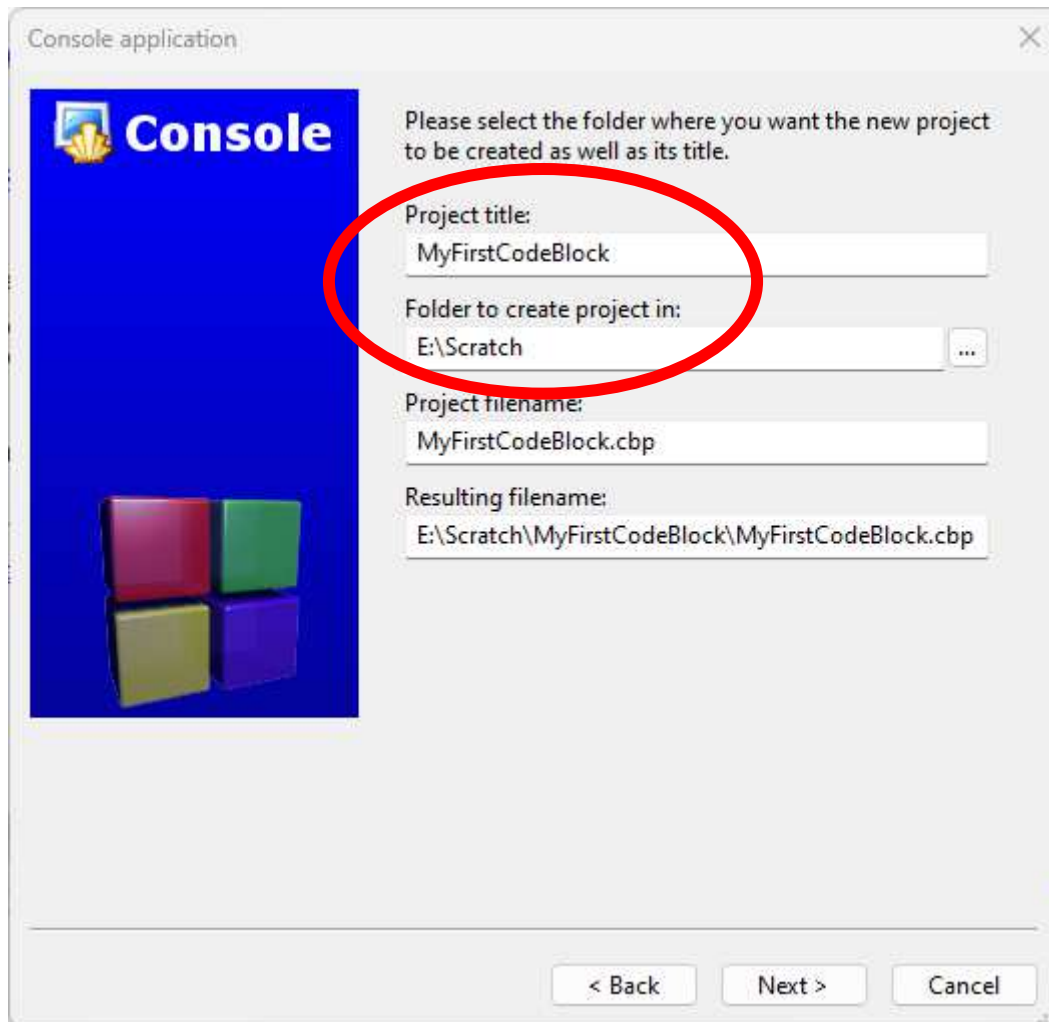 Console application
Console
Please select the folder where you want the new project
to be created as well as its title.
Project title:
MyFirstCodeBlock
Folder to create project in:
E:\Scratch
...
Project filename:
MyFirstCodeBlock.cbp
Resulting filename:
E:\Scratch\MyFirstCodeBlock\MyFirstCodeBlock.cbp
< Back Next > Cancel